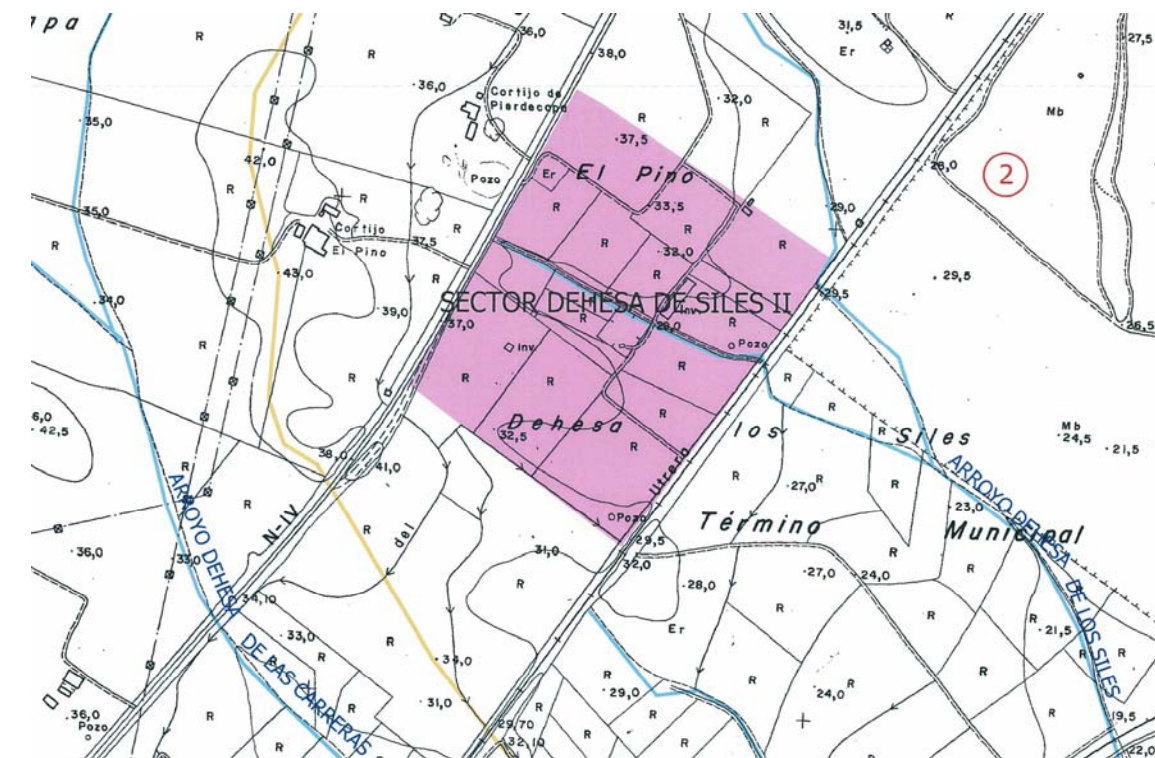 apa
R
36,0
38,0
R
31,5
Er
R
27,5
36,0
Cortijo de
Pierdecapa
32,0
R
Mb
35,0
37,5
R
42,0
28,0
2
R
Pozo
Er
El Pino
R
33,5
29,0
35,0
Cortijo
El Pino
R
37,5
R
R
32,0
R
R
R
43,0
R
29,5
34,0
39,0
SECTOR DEHESA DE SILES II
29,5
Inv
26,5
37,0
R
29,0
R
R
Pozo
R
Inv
R
R
R
R
R
R
6,0
42,5
Dehesa
32,5
los
Siles
R
Mb
24,5
21,5
38,0
41,0
R
Utrero
R
27,0
R
R
ARROYO DEHESA
DE LOS SILES
N-IV
R
Pozo
Término
Municipal
23,0
36,0
33,0
del
31,0
29,5
32,0
R
27,0
24,0
R
ARROYO DEHESA
34,10
R
28,0
R
R
33,0
R
R
Er
R
21,5
R
DE LAS CARRERAS
34,0
R
R
R
36,0
Pozo
R
31,0
29,0
24,0
R
R
R
19,5
29,70
32,10
R
R
R
22,0
R